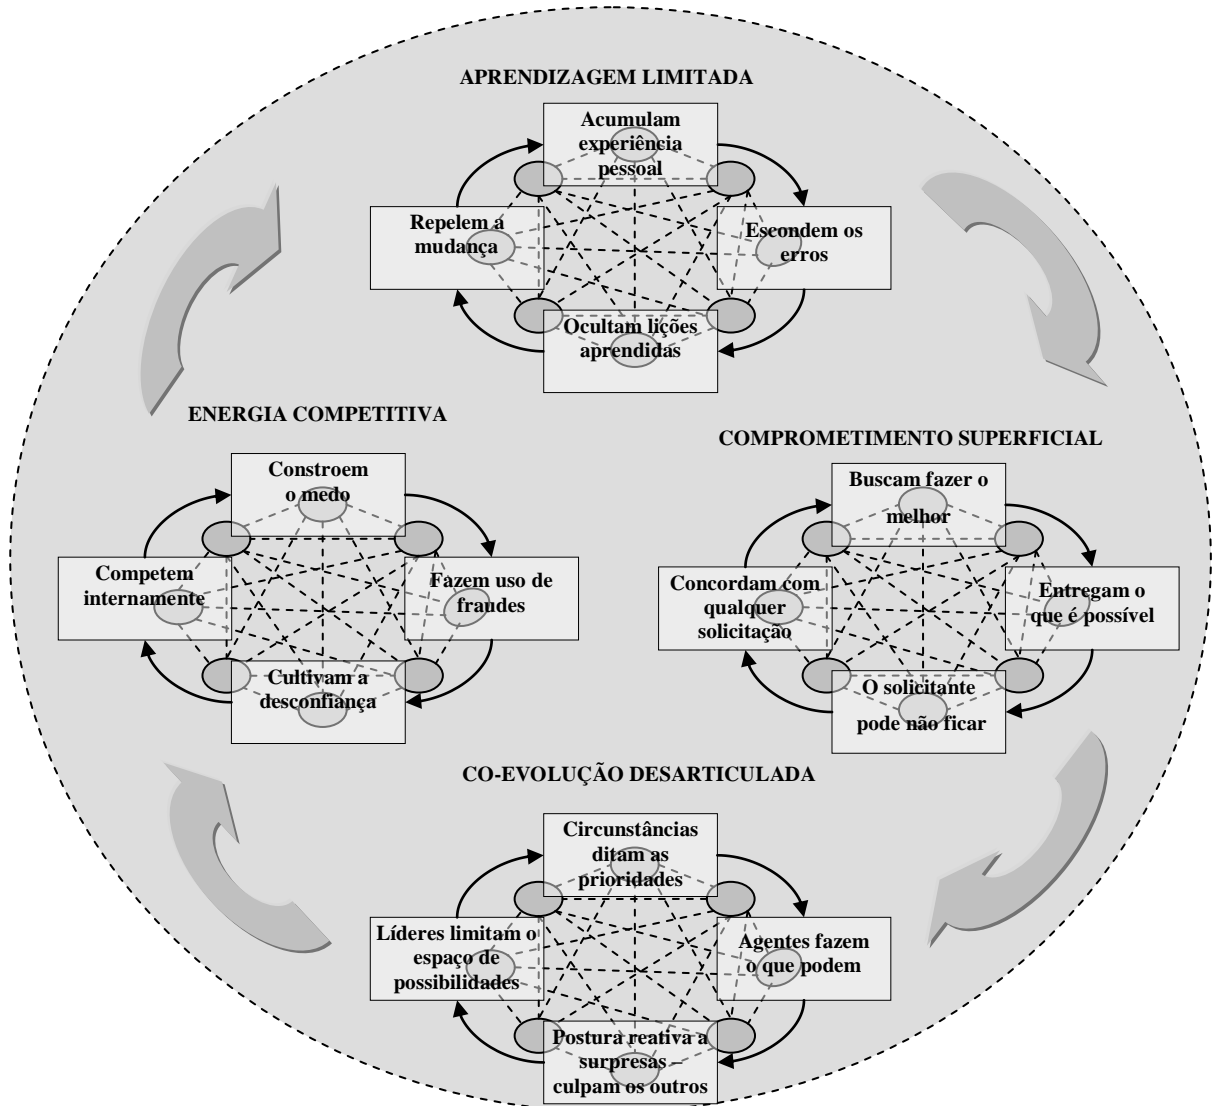 APRENDIZAGEM LIMITADA
Acumulam
experiência
pessoal
Repelem a
mudança
Escondem os
erros
Ocultam lições
aprendidas
ENERGIA COMPETITIVA
Constroem
o medo
Competem
internamente
Fazem uso de
fraudes
Cultivam a
desconfiança
COMPROMETIMENTO SUPERFICIAL
Buscam fazer o
melhor
Concordam com
qualquer
solicitação
Entregam o
que é possível
O solicitante
pode não ficar
CO-EVOLUÇÃO DESARTICULADA
Circunstâncias
ditam as
prioridades
Líderes limitam o
espaço de
possibilidades
Agentes fazem
o que podem
Postura reativa a
surpresas –
culpam os outros